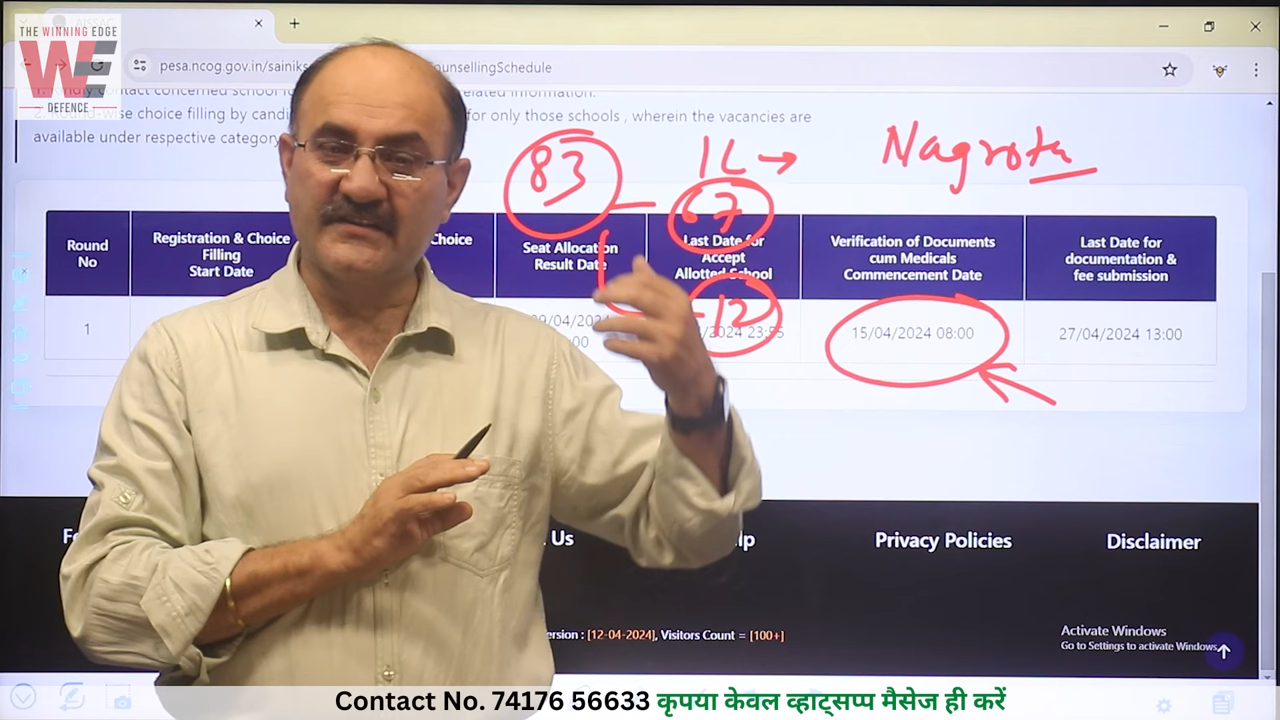 THE WINNING EDGE
WE
DEFENCE
pesa.ncog.gov.in/sainiks
ounsellingSchedule
elated information.
2. Round-wise choice filling by candi
for only those schools , wherein the vacancies are
available under respective category
83
16 → Nagrota
67
12
Round No
Registration & Choice Filling Start Date
Choice
Seat Allocation Result Date
Last Date for Accept Allotted School
Verification of Documents cum Medicals Commencement Date
Last Date for documentation & fee submission
1
15/04/2024 08:00
27/04/2024 13:00
Us
Privacy Policies
Disclaimer
ersion : [12-04-2024], Visitors Count = [100+]
Activate Windows
Go to Settings to activate Windows.
Contact No. 74176 56633 कृपया केवल व्हाट्सप्प मैसेज ही करें